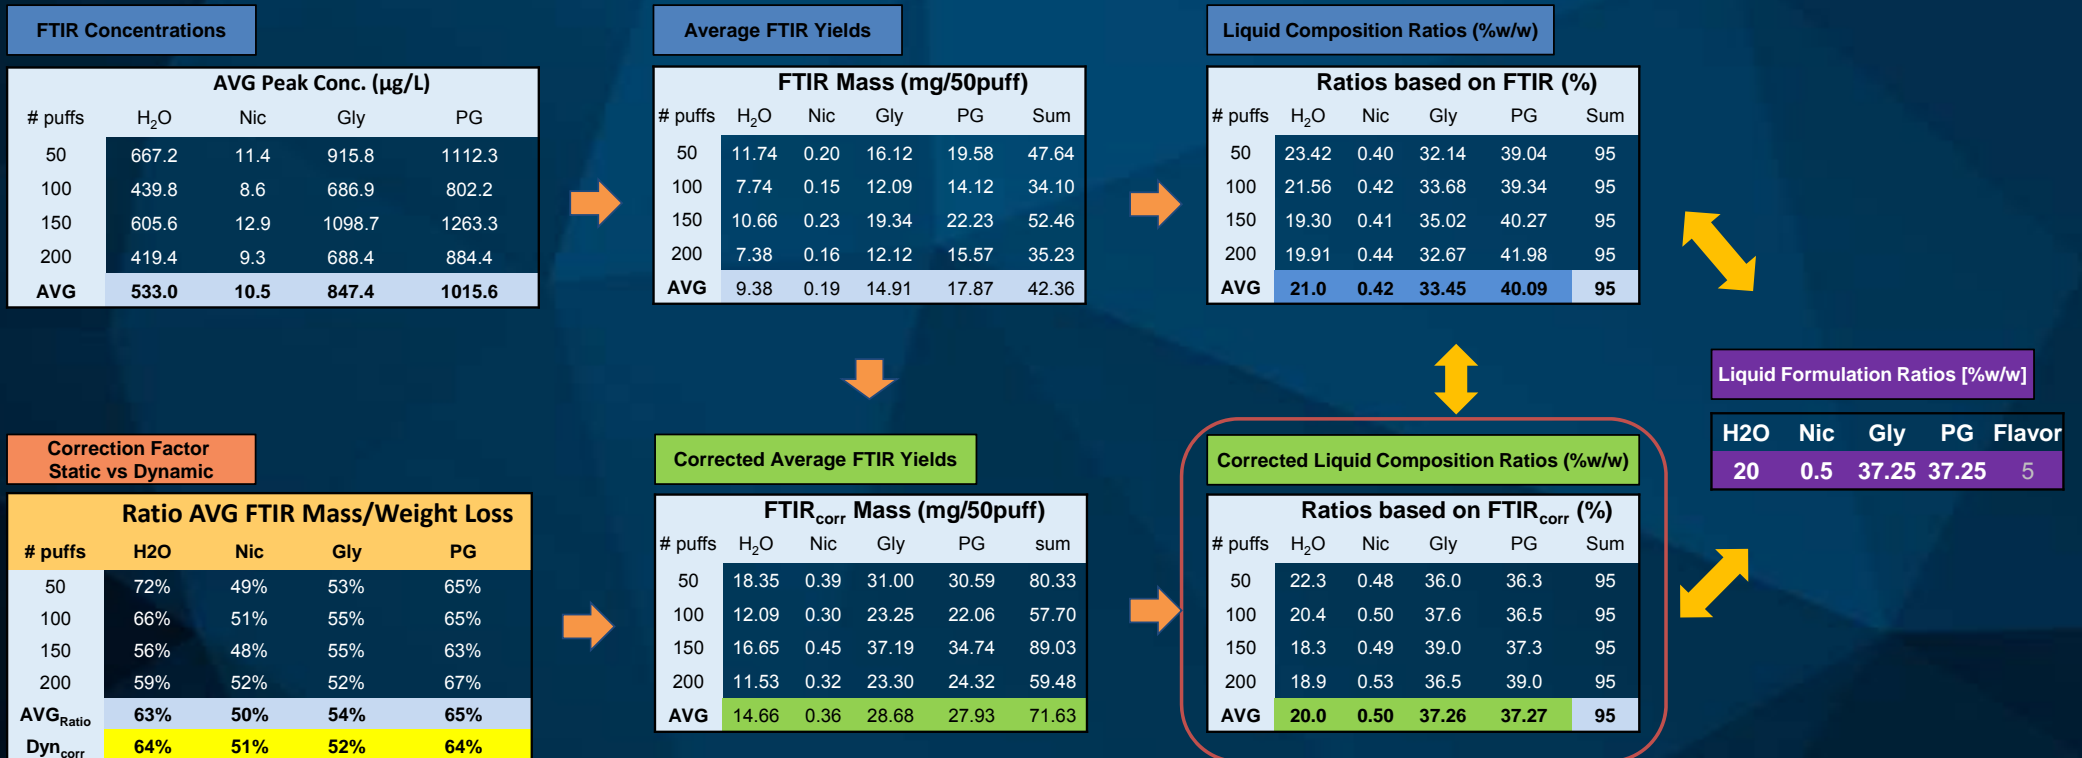 FTIR Concentrations
AVG Peak Conc. (µg/L)
# puffs H₂O Nic Gly PG
50 667.2 11.4 915.8 1112.3
100 439.8 8.6 686.9 802.2
150 605.6 12.9 1098.7 1263.3
200 419.4 9.3 688.4 884.4
AVG 533.0 10.5 847.4 1015.6
Average FTIR Yields
FTIR Mass (mg/50puff)
# puffs H₂O Nic Gly PG Sum
50 11.74 0.20 16.12 19.58 47.64
100 7.74 0.15 12.09 14.12 34.10
150 10.66 0.23 19.34 22.23 52.46
200 7.38 0.16 12.12 15.57 35.23
AVG 9.38 0.19 14.91 17.87 42.36
Liquid Composition Ratios (%w/w)
Ratios based on FTIR (%)
# puffs H₂O Nic Gly PG Sum
50 23.42 0.40 32.14 39.04 95
100 21.56 0.42 33.68 39.34 95
150 19.30 0.41 35.02 40.27 95
200 19.91 0.44 32.67 41.98 95
AVG 21.0 0.42 33.45 40.09 95
Liquid Formulation Ratios [%w/w]
H2O Nic Gly PG Flavor
20 0.5 37.25 37.25 5
Correction Factor
Static vs Dynamic
Ratio AVG FTIR Mass/Weight Loss
# puffs H2O Nic Gly PG
50 72% 49% 53% 65%
100 66% 51% 55% 65%
150 56% 48% 55% 63%
200 59% 52% 52% 67%
AVG_Ratio 63% 50% 54% 65%
Dyn_corr 64% 51% 52% 64%
Corrected Average FTIR Yields
FTIR_corr Mass (mg/50puff)
# puffs H₂O Nic Gly PG sum
50 18.35 0.39 31.00 30.59 80.33
100 12.09 0.30 23.25 22.06 57.70
150 16.65 0.45 37.19 34.74 89.03
200 11.53 0.32 23.30 24.32 59.48
AVG 14.66 0.36 28.68 27.93 71.63
Corrected Liquid Composition Ratios (%w/w)
Ratios based on FTIR_corr (%)
# puffs H₂O Nic Gly PG Sum
50 22.3 0.48 36.0 36.3 95
100 20.4 0.50 37.6 36.5 95
150 18.3 0.49 39.0 37.3 95
200 18.9 0.53 36.5 39.0 95
AVG 20.0 0.50 37.26 37.27 95